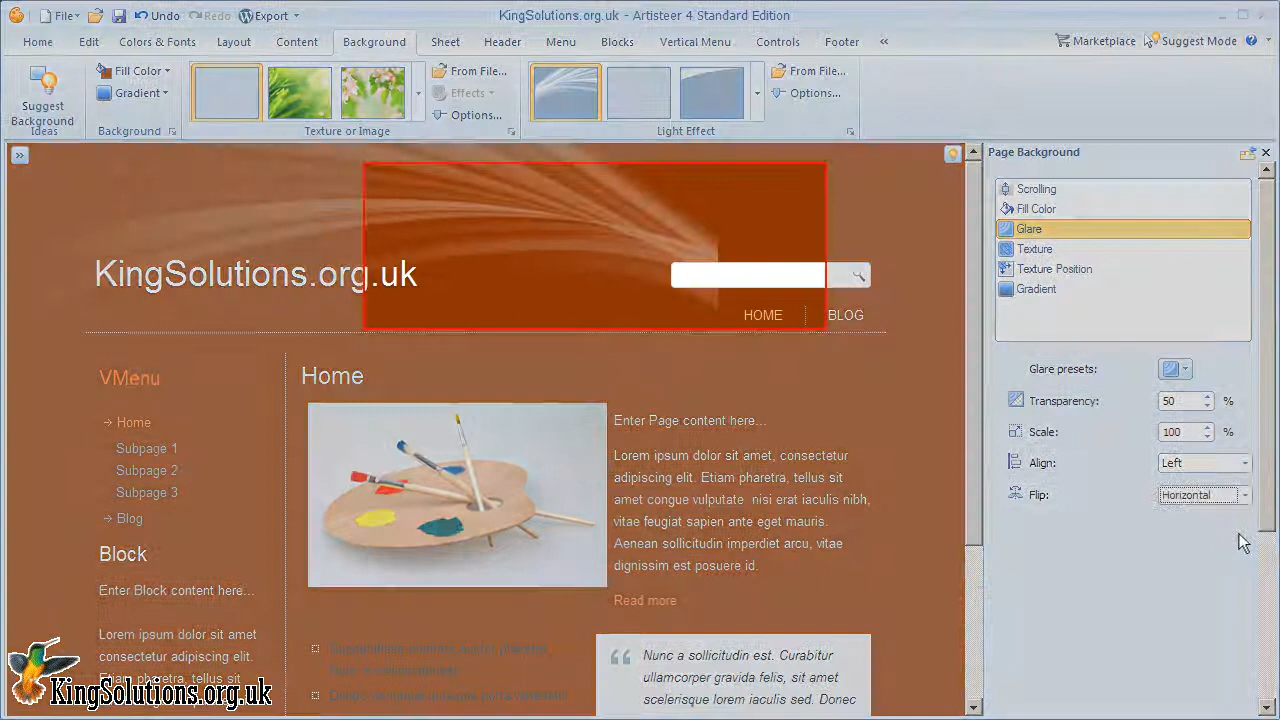 File
Undo
Redo
Export
KingSolutions.org.uk - Artisteer 4 Standard Edition
Home Edit Colors & Fonts Layout Content Background Sheet Header Menu Blocks Vertical Menu Controls Footer
Marketplace
Suggest Mode
Suggest
Background
Ideas
Fill Color
Gradient
Background
From File...
Effects
Options...
Texture or Image
From File...
Options...
Light Effect
KingSolutions.org.uk
HOME
BLOG
VMenu
Home
Subpage 1
Subpage 2
Subpage 3
Blog
Block
Enter Block content here...
Lorem ipsum dolor sit amet
consectetur adipiscing elit.
Home
Enter Page content here...
Lorem ipsum dolor sit amet, consectetur
adipiscing elit. Etiam pharetra, tellus sit
amet congue vulputate nisi erat iaculis nibh,
vitae feugiat sapien ante eget mauris.
Aenean sollicitudin imperdiet arcu, vitae
dignissim est posuere id.
Read more
Nunc a sollicitudin est. Curabitur
ullamcorper gravida felis, sit amet
scelerisque lorem iaculis sed. Donec
Page Background
Scrolling
Fill Color
Glare
Texture
Texture Position
Gradient
Glare presets:
Transparency: 50 %
Scale: 100 %
Align: Left
Flip: Horizontal
KingSolutions.org.uk